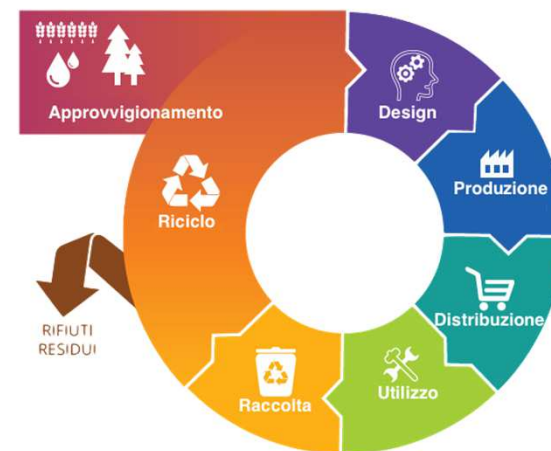 Approvvigionamento
Design
Produzione
Distribuzione
Utilizzo
Raccolta
Riciclo
RIFIUTI
RESIDUI